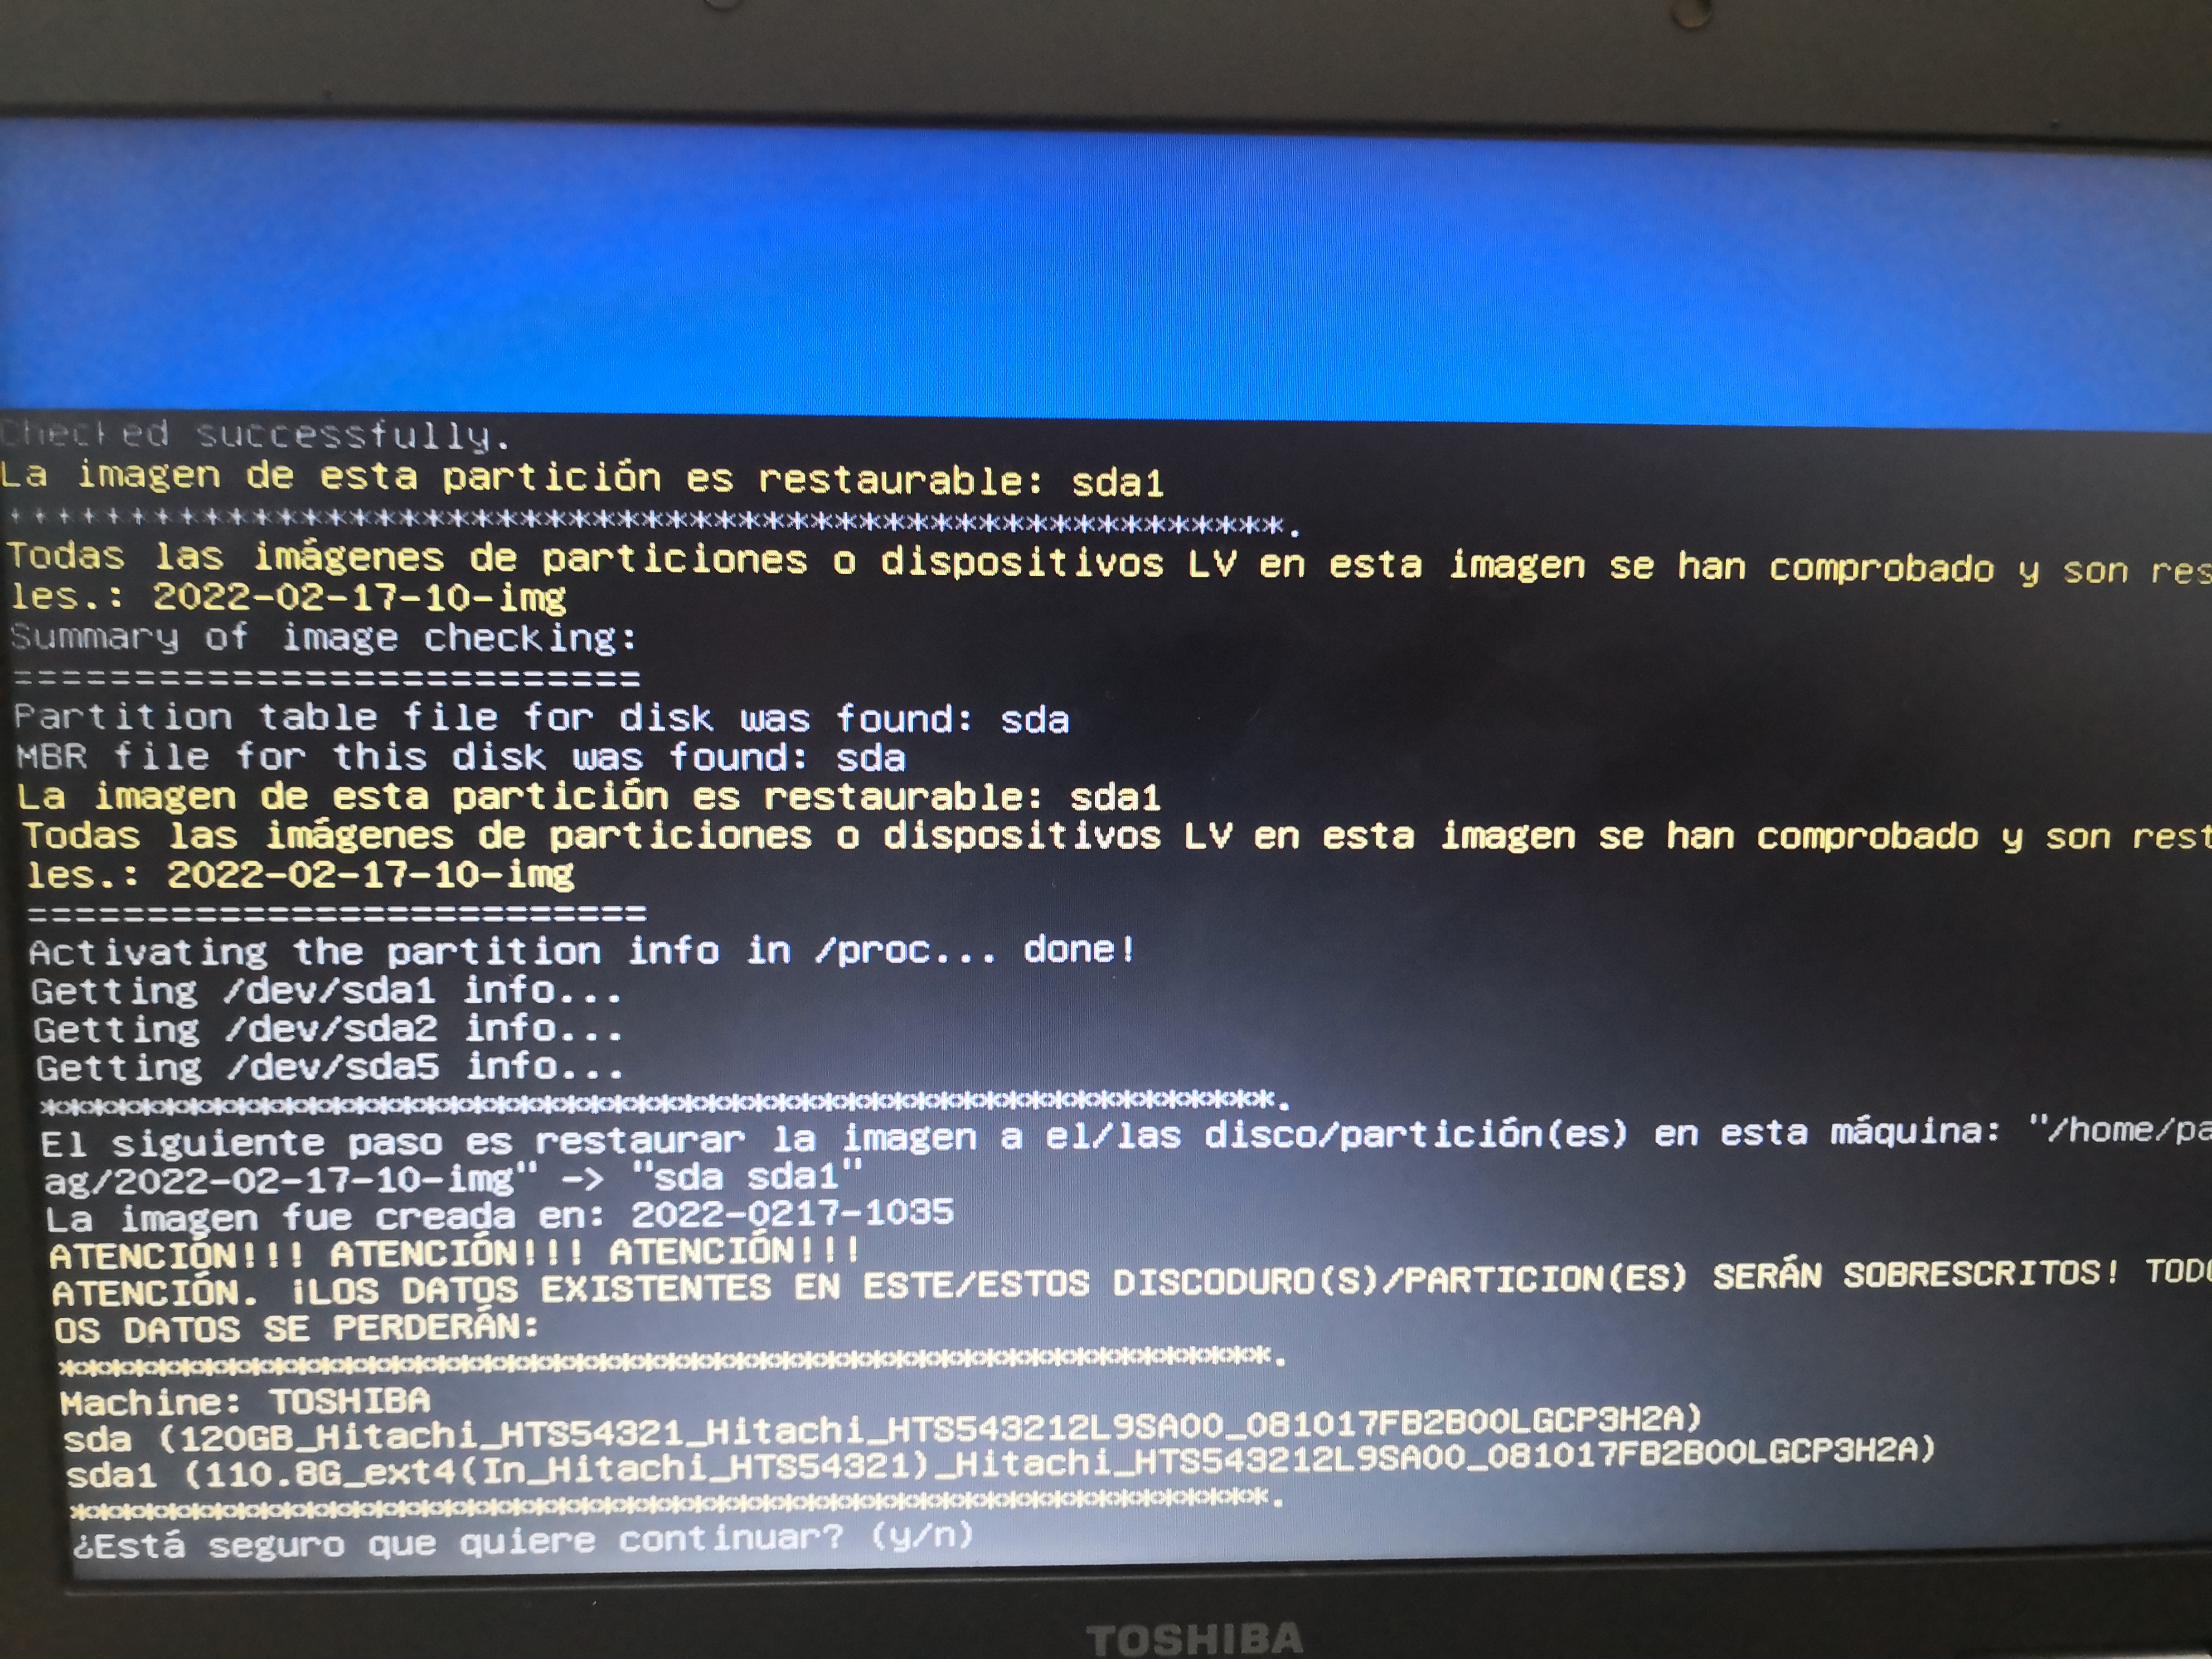 Checked successfully.
La imagen de esta partición es restaurable: sda1
****************************************************.
Todas las imágenes de particiones o dispositivos LV en esta imagen se han comprobado y son
les.: 2022-02-17-10-img
Summary of image checking:
==========================
Partition table file for disk was found: sda
MBR file for this disk was found: sda
La imagen de esta partición es restaurable: sda1
Todas las imágenes de particiones o dispositivos LV en esta imagen se han comprobado y son
les.: 2022-02-17-10-img
==========================
Activating the partition info in /proc... done!
Getting /dev/sda1 info...
Getting /dev/sda2 info...
Getting /dev/sda5 info...
****************************************************.
El siguiente paso es restaurar la imagen a el/las disco/partición(es) en esta máquina: "/home/pa
ag/2022-02-17-10-img" -> "sda sda1"
La imagen fue creada en: 2022-0217-1035
ATENCIÓN!!! ATENCIÓN!!! ATENCIÓN!!!
ATENCIÓN. ¡LOS DATOS EXISTENTES EN ESTE/ESTOS DISCODURO(S)/PARTICION(ES) SERÁN SOBRESCRITOS!
OS DATOS SE PERDERÁN:
****************************************************.
Machine: TOSHIBA
sda (120GB_Hitachi_HTS54321_Hitachi_HTS543212L9SA00_081017FB2B00LGCP3H2A)
sda1 (110.8G_ext4(In_Hitachi_HTS54321)_Hitachi_HTS543212L9SA00_081017FB2B00LGCP3H2A)
****************************************************.
¿Está seguro que quiere continuar? (y/n)
TOSHIBA